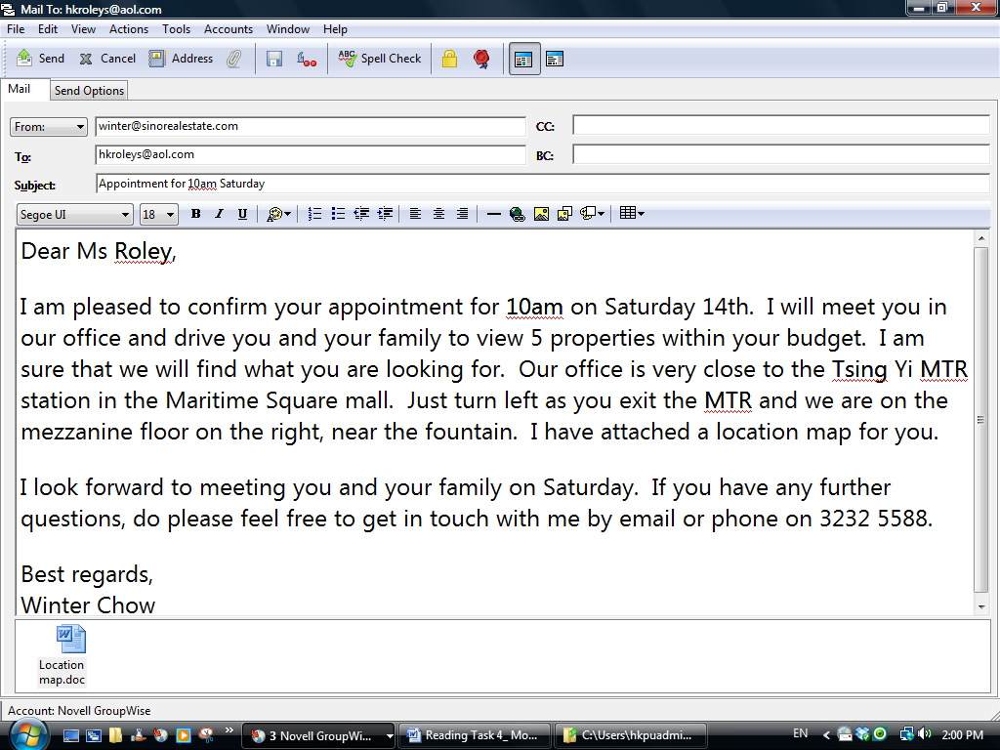 Mail To: hkroleys@aol.com
File Edit View Actions Tools Accounts Window Help
Send Cancel Address ABC Spell Check
Mail Send Options
From: winter@sinorealestate.com CC:
To: hkroleys@aol.com BC:
Subject: Appointment for 10am Saturday
Segoe UI 18 B I U
Dear Ms Roley,
I am pleased to confirm your appointment for 10am on Saturday 14th. I will meet you in
our office and drive you and your family to view 5 properties within your budget. I am
sure that we will find what you are looking for. Our office is very close to the Tsing Yi MTR
station in the Maritime Square mall. Just turn left as you exit the MTR and we are on the
mezzanine floor on the right, near the fountain. I have attached a location map for you.
I look forward to meeting you and your family on Saturday. If you have any further
questions, do please feel free to get in touch with me by email or phone on 3232 5588.
Best regards,
Winter Chow
Location
map.doc
Account: Novell GroupWise
3 Novell GroupWi... Reading Task 4_ Mo... C:\Users\hkpuadmi... EN 2:00 PM